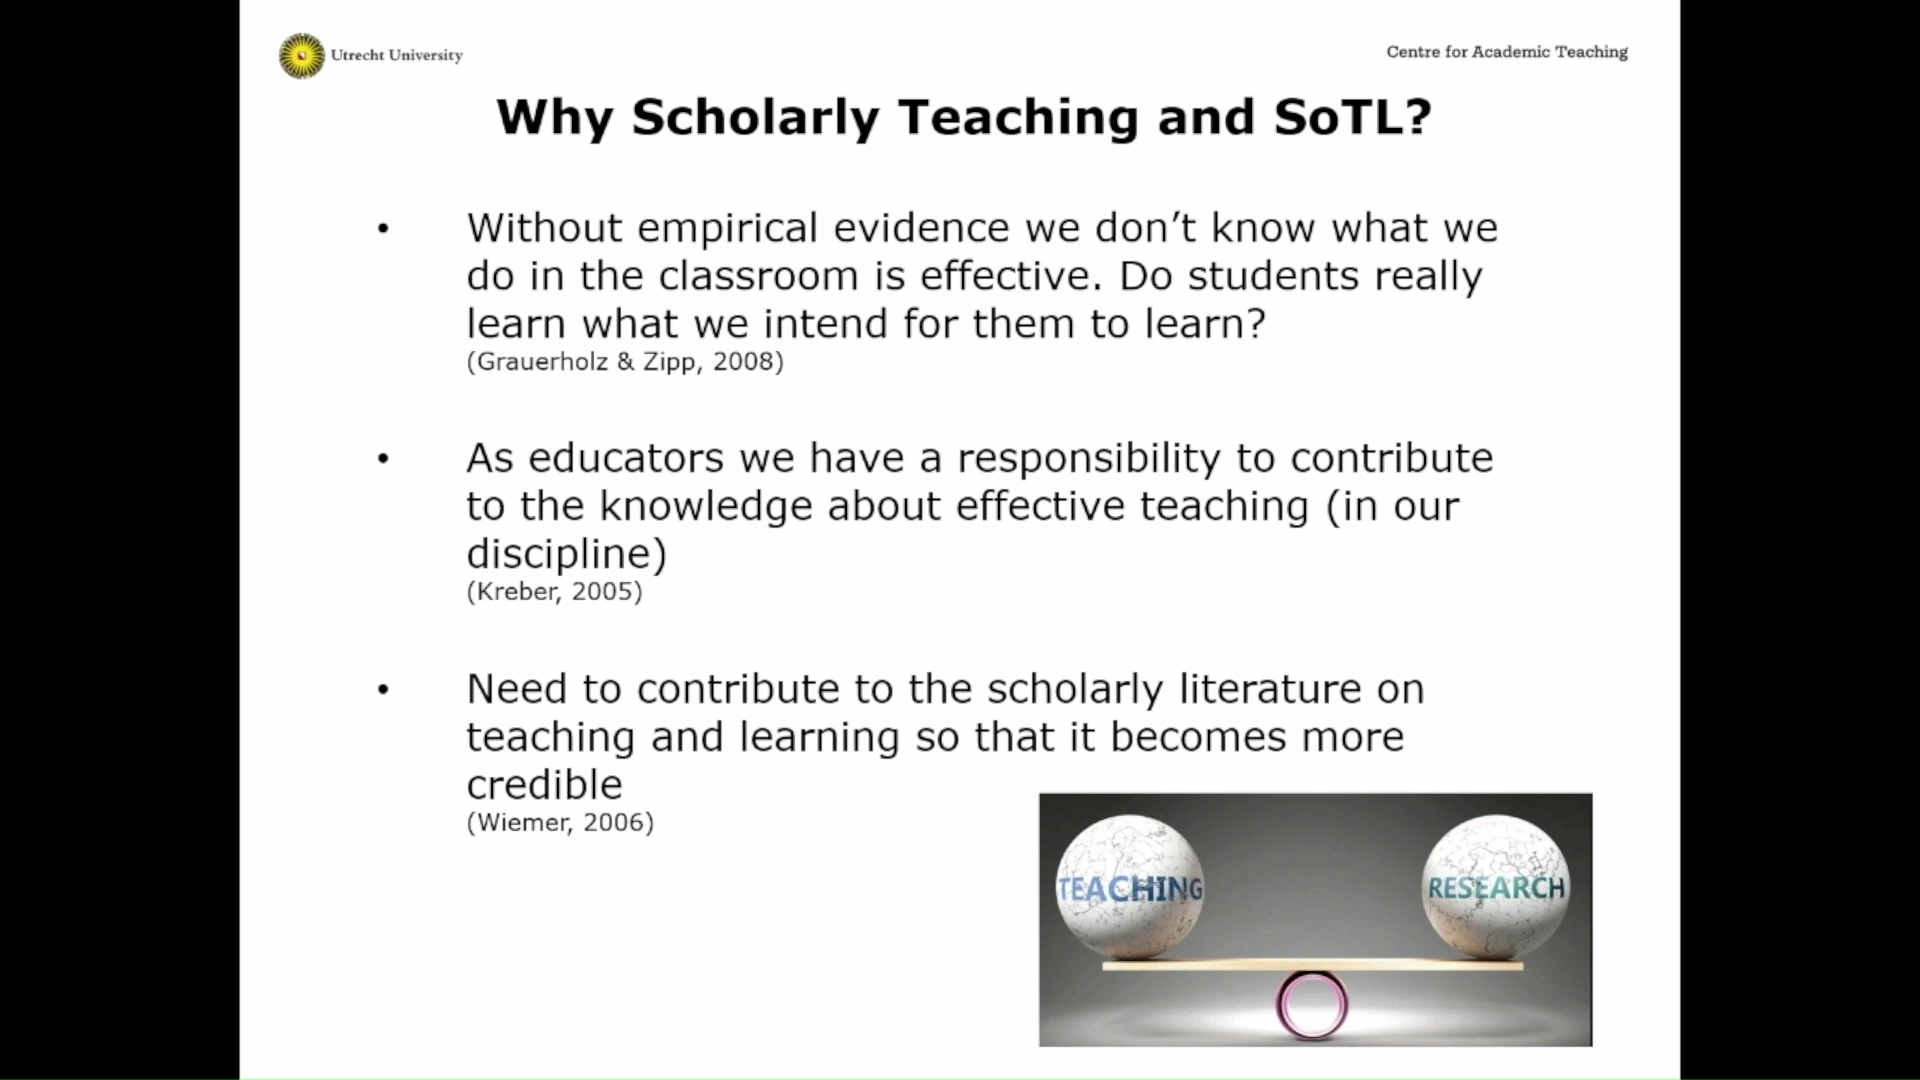 Utrecht University
Centre for Academic Teaching
Why Scholarly Teaching and SoTL?
• Without empirical evidence we don’t know what we
do in the classroom is effective. Do students really
learn what we intend for them to learn?
(Grauerholz & Zipp, 2008)
• As educators we have a responsibility to contribute
to the knowledge about effective teaching (in our
discipline)
(Kreber, 2005)
• Need to contribute to the scholarly literature on
teaching and learning so that it becomes more
credible
(Wiemer, 2006)
TEACHING
RESEARCH